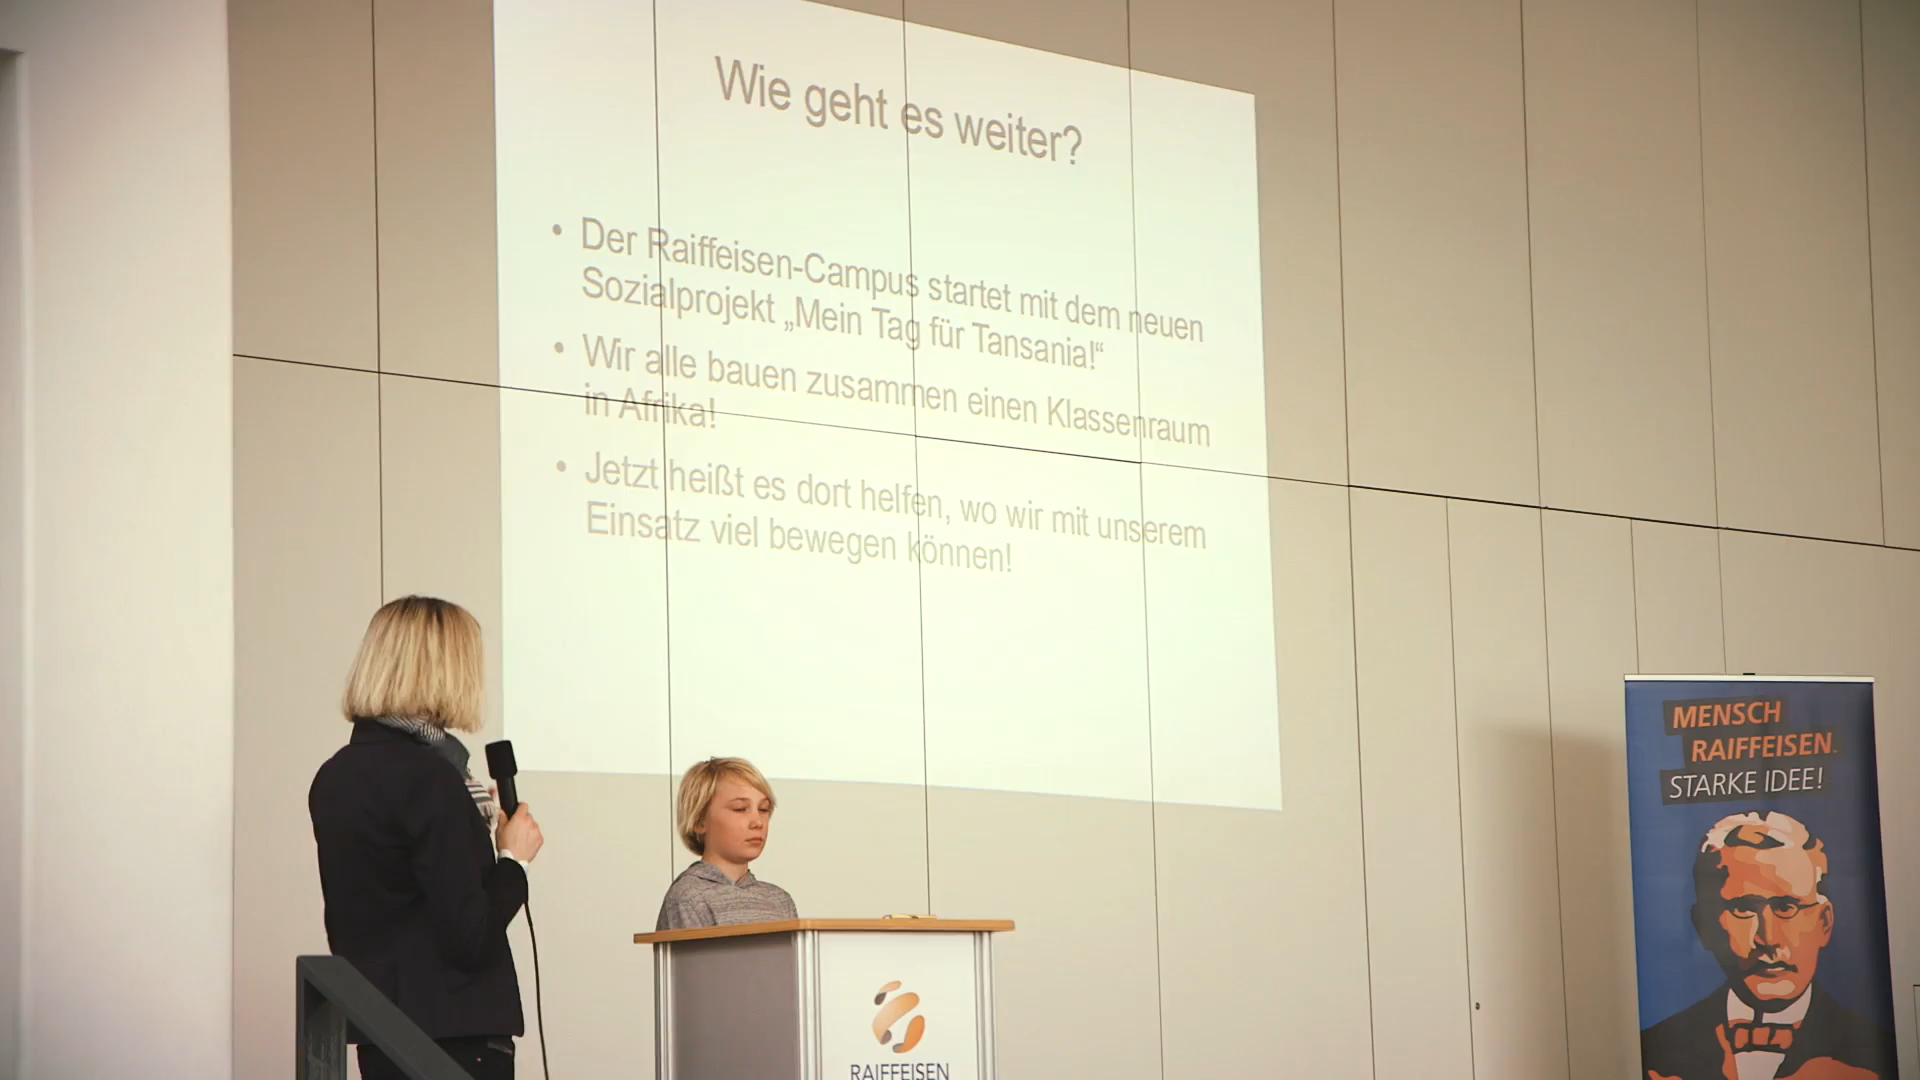 Wie geht es weiter?
• Der Raiffeisen-Campus startet mit dem neuen
Sozialprojekt „Mein Tag für Tansania!“
• Wir alle bauen zusammen einen Klassenraum
in Afrika!
• Jetzt heißt es dort helfen, wo wir mit unserem
Einsatz viel bewegen können!
MENSCH
RAIFFEISEN.
STARKE IDEE!
RAIFFEISEN